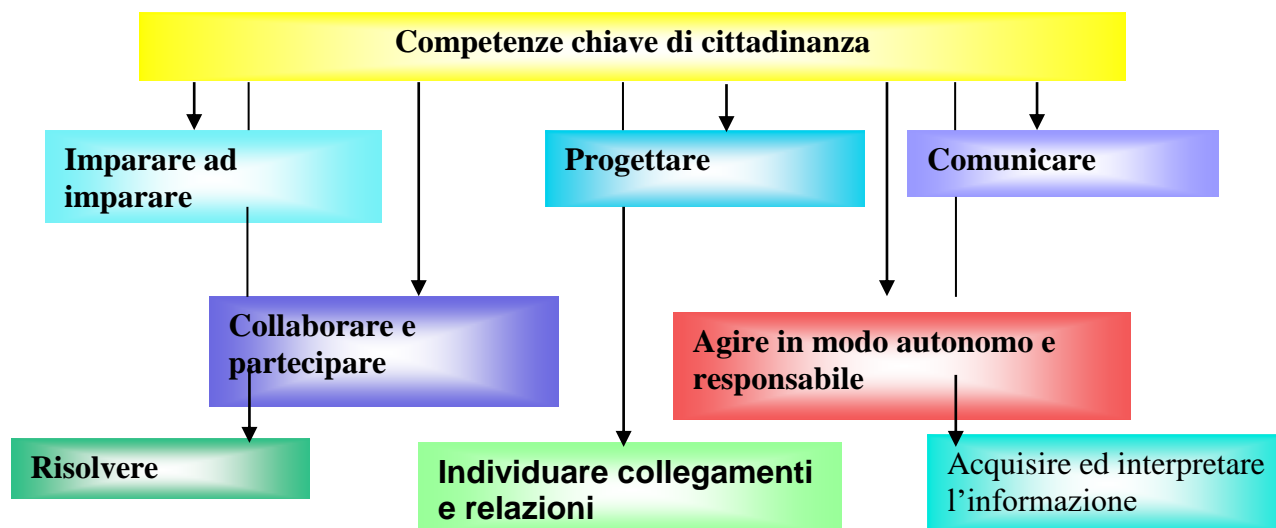 Competenze chiave di cittadinanza
Imparare ad
imparare
Progettare
Comunicare
Collaborare e
partecipare
Agire in modo autonomo e
responsabile
Risolvere
Individuare collegamenti
e relazioni
Acquisire ed interpretare
l’informazione